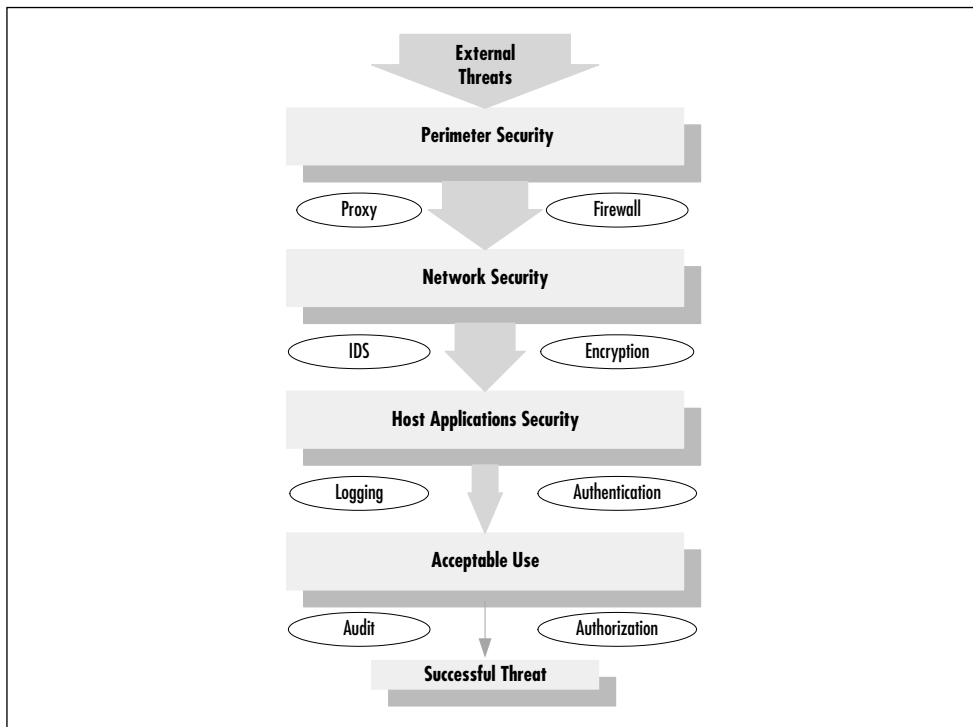 External
Threats
Perimeter Security
Proxy
Firewall
Network Security
IDS
Encryption
Host Applications Security
Logging
Authentication
Acceptable Use
Audit
Authorization
Successful Threat